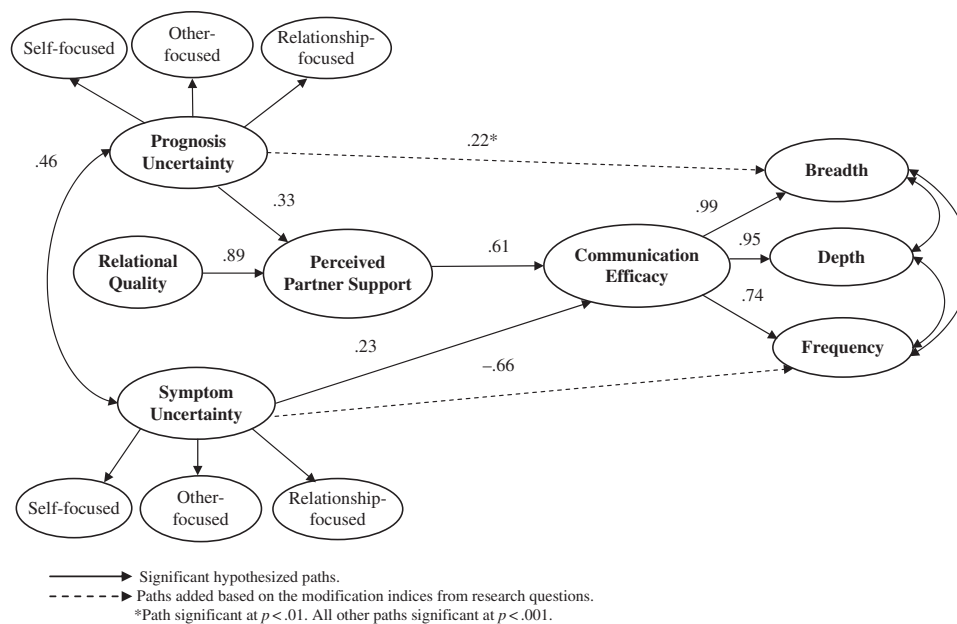 Self-focused
Other-
focused
Relationship-
focused
Prognosis
Uncertainty
.46
.22*
Breadth
.33
.99
Relational
Quality
.89
Perceived
Partner Support
.61
Communication
Efficacy
.95
Depth
.74
.23
Frequency
–.66
Symptom
Uncertainty
Self-focused
Other-
focused
Relationship-
focused
Significant hypothesized paths.
Paths added based on the modification indices from research questions.
*Path significant at p < .01. All other paths significant at p < .001.